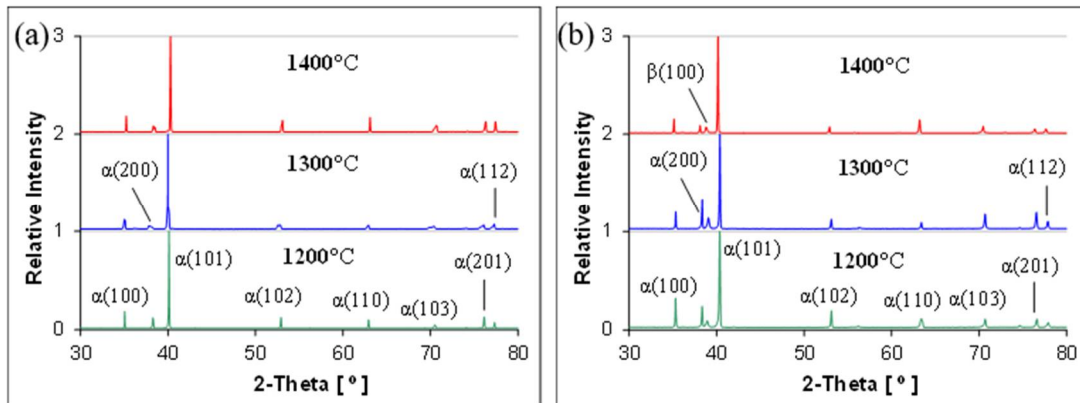 (a)
Relative Intensity
3
2
1
0
1400°C
1300°C
α(200)
α(112)
1200°C
α(101)
α(100)
α(102)
α(110)
α(103)
α(201)
30 40 50 60 70 80
2-Theta [ ° ]
(b)
Relative Intensity
3
2
1
0
1400°C
β(100)
1300°C
α(200)
α(112)
1200°C
α(101)
α(100)
α(102)
α(110)
α(103)
α(201)
30 40 50 60 70 80
2-Theta [ ° ]